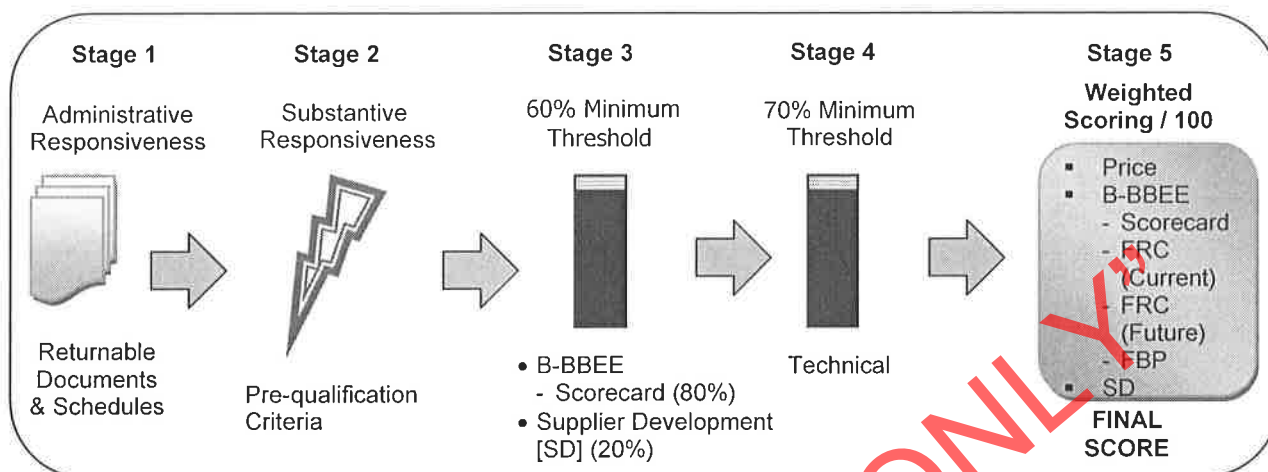 Stage 1
Administrative
Responsiveness
Returnable
Documents
& Schedules
Stage 2
Substantive
Responsiveness
Pre-qualification
Criteria
Stage 3
60% Minimum
Threshold
• B-BBEE
- Scorecard (80%)
• Supplier Development
[SD] (20%)
Stage 4
70% Minimum
Threshold
Technical
Stage 5
Weighted
Scoring / 100
▪ Price
▪ B-BBEE
- Scorecard
- FRC
(Current)
- FRC
(Future)
- FBP
▪ SD
FINAL
SCORE
ONLY”